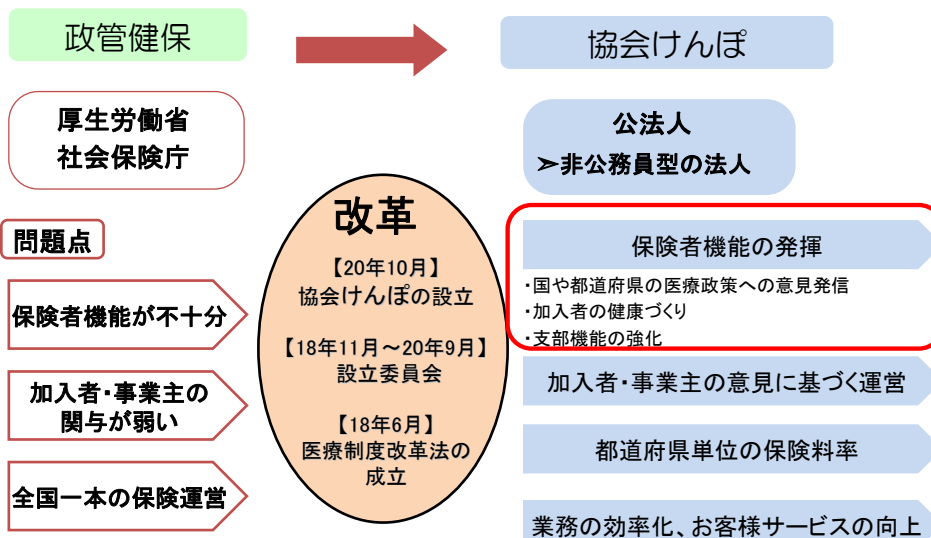 政管健保
協会けんぽ
厚生労働省
社会保険庁
公法人
➢非公務員型の法人
問題点
保険者機能が不十分
加入者・事業主の
関与が弱い
全国一本の保険運営
改革
【20年10月】
協会けんぽの設立
【18年11月～20年9月】
設立委員会
【18年6月】
医療制度改革法の
成立
保険者機能の発揮
・国や都道府県の医療政策への意見発信
・加入者の健康づくり
・支部機能の強化
加入者・事業主の意見に基づく運営
都道府県単位の保険料率
業務の効率化、お客様サービスの向上